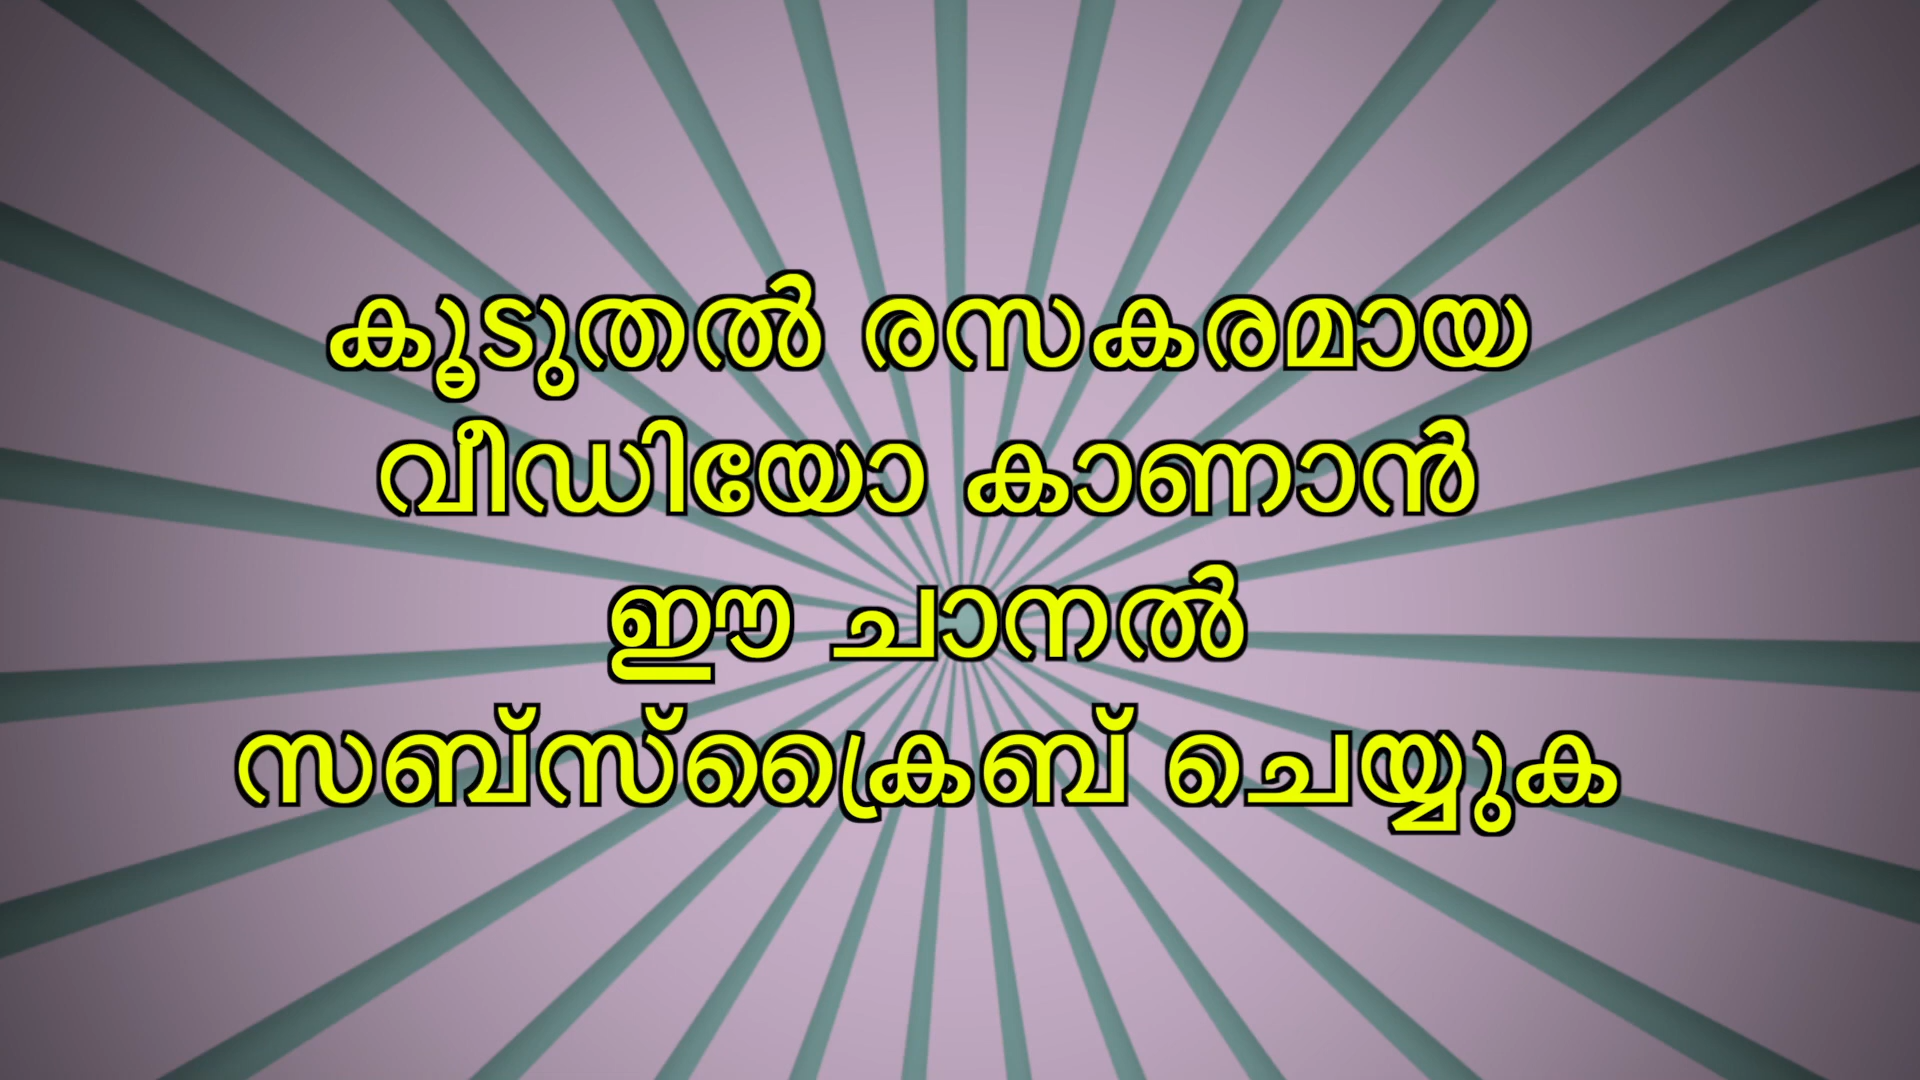 കൂടുതൽ രസകരമായ
വീഡിയോ കാണാൻ
ഈ ചാനൽ
സബ്സ്ക്രൈബ് ചെയ്യുക